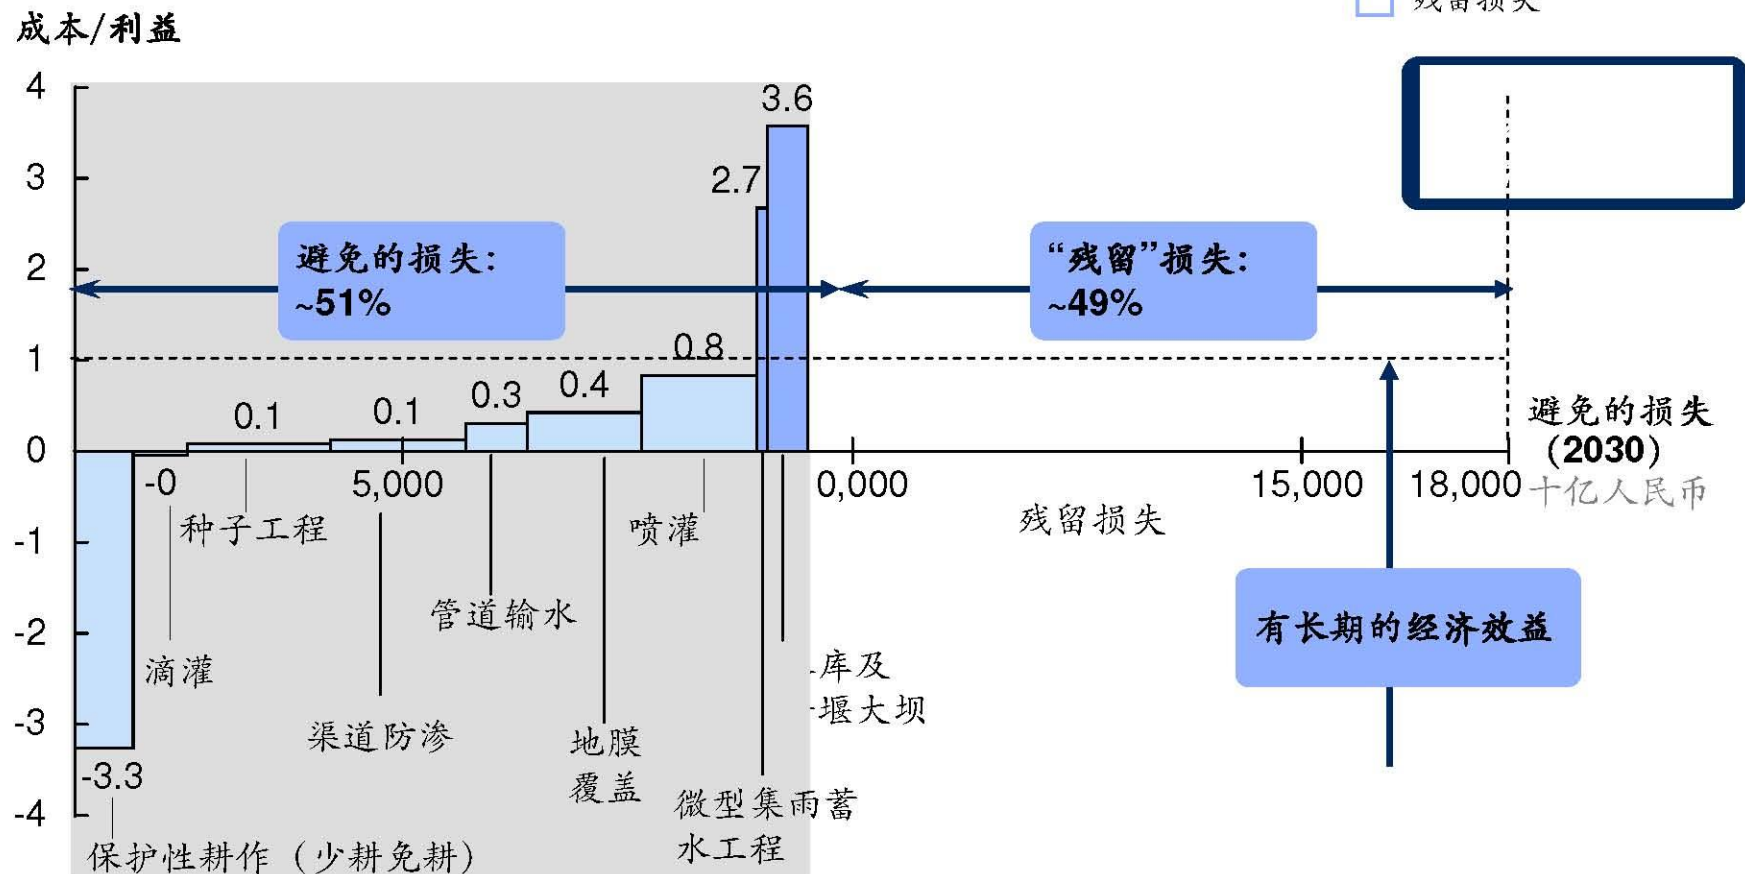 残留损失
成本/利益
4
3
2
1
0
-1
-2
-3
-4
3.6
2.7
0.8
0.4
0.3
0.1
0.1
-0
-3.3
避免的损失:
~51%
“残留”损失:
~49%
5,000
0,000
15,000
18,000
避免的损失
(2030)
十亿人民币
残留损失
种子工程
喷灌
管道输水
滴灌
渠道防渗
地膜
覆盖
库及
堰大坝
微型集雨蓄
水工程
保护性耕作（少耕免耕）
有长期的经济效益